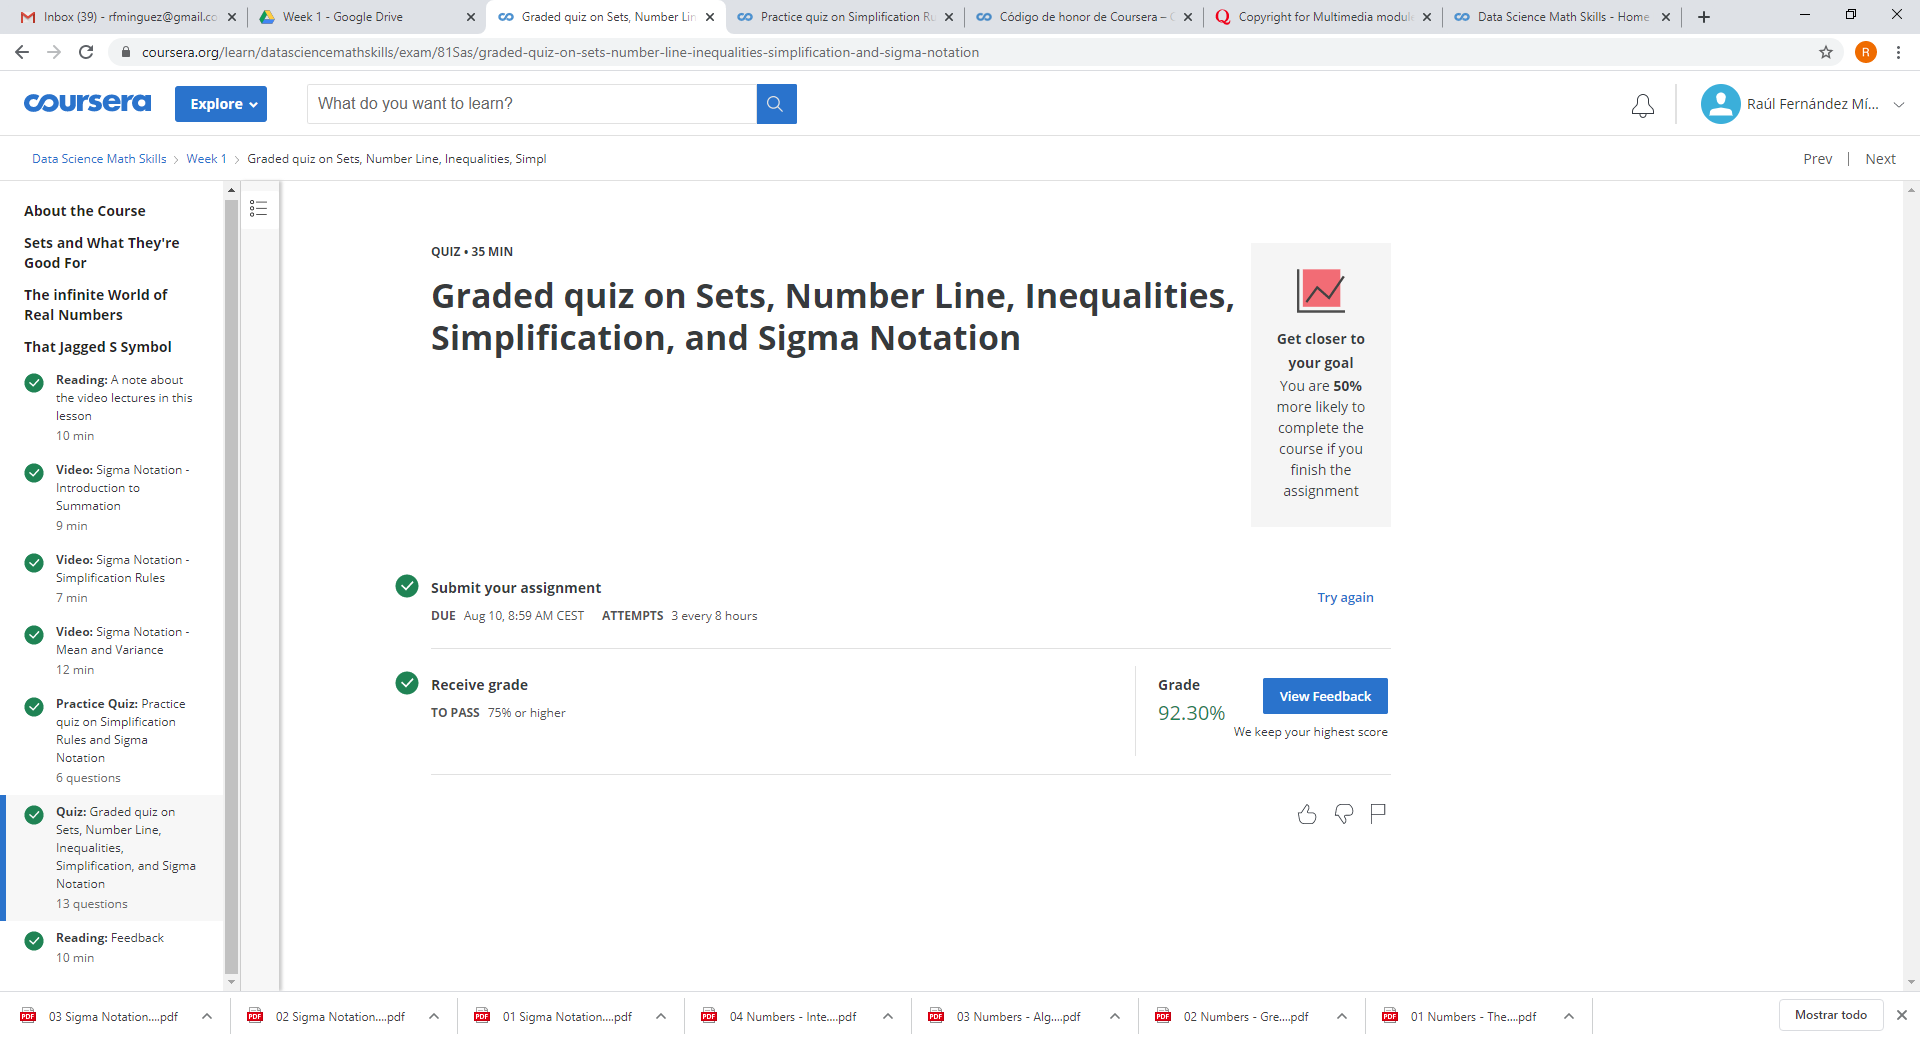 Inbox (39) - rfminguez@gmail.co
Week 1 - Google Drive
Graded quiz on Sets, Number Lin
Practice quiz on Simplification Ru
Código de honor de Coursera – C
Copyright for Multimedia module
Data Science Math Skills - Home
coursera.org/learn/datasciencemathskills/exam/81Sas/graded-quiz-on-sets-number-line-inequalities-simplification-and-sigma-notation
R
coursera
Explore
What do you want to learn?
Raúl Fernández Mí...
Data Science Math Skills > Week 1 > Graded quiz on Sets, Number Line, Inequalities, Simpl
Prev | Next
About the Course
Sets and What They're
Good For
The infinite World of
Real Numbers
That Jagged S Symbol
Reading: A note about
the video lectures in this
lesson
10 min
Video: Sigma Notation -
Introduction to
Summation
9 min
Video: Sigma Notation -
Simplification Rules
7 min
Video: Sigma Notation -
Mean and Variance
12 min
Practice Quiz: Practice
quiz on Simplification
Rules and Sigma
Notation
6 questions
Quiz: Graded quiz on
Sets, Number Line,
Inequalities,
Simplification, and Sigma
Notation
13 questions
Reading: Feedback
10 min
QUIZ • 35 MIN
Graded quiz on Sets, Number Line, Inequalities,
Simplification, and Sigma Notation
Get closer to
your goal
You are 50%
more likely to
complete the
course if you
finish the
assignment
Submit your assignment
DUE Aug 10, 8:59 AM CEST ATTEMPTS 3 every 8 hours
Try again
Receive grade
TO PASS 75% or higher
Grade
92.30%
View Feedback
We keep your highest score
03 Sigma Notation....pdf
02 Sigma Notation....pdf
01 Sigma Notation....pdf
04 Numbers - Inte....pdf
03 Numbers - Alg....pdf
02 Numbers - Gre....pdf
01 Numbers - The....pdf
Mostrar todo